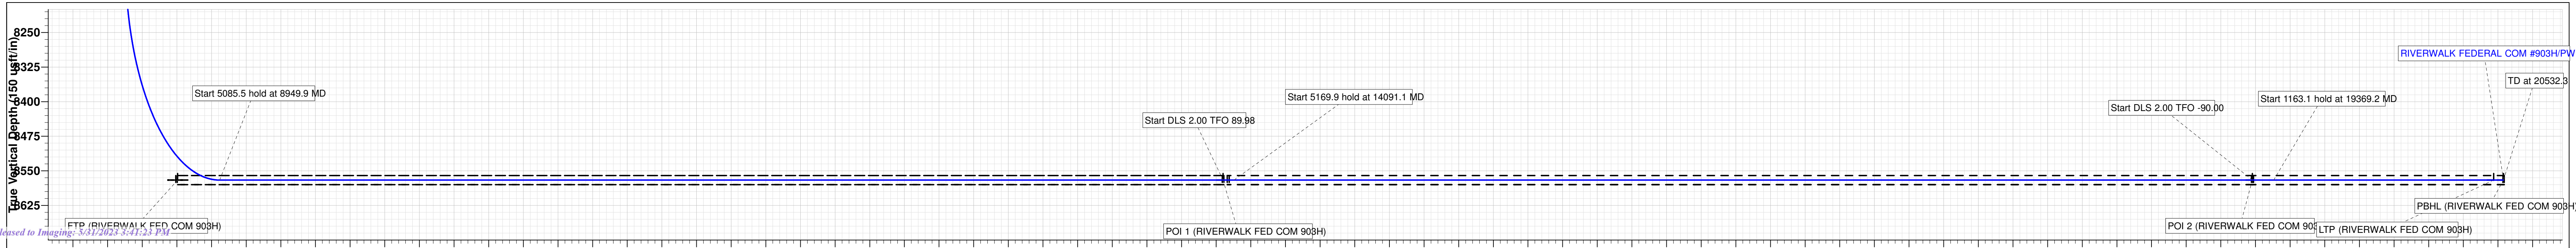 True Vertical Depth (150 usft/in)
8250
8325
8400
8475
8550
8625
Start 5085.5 hold at 8949.9 MD
Start DLS 2.00 TFO 89.98
Start 5169.9 hold at 14091.1 MD
Start DLS 2.00 TFO -90.00
Start 1163.1 hold at 19369.2 MD
RIVERWALK FEDERAL COM #903H/PW
TD at 20532.3
FTP (RIVERWALK FED COM 903H)
POI 1 (RIVERWALK FED COM 903H)
POI 2 (RIVERWALK FED COM 903
LTP (RIVERWALK FED COM 903H)
PBHL (RIVERWALK FED COM 903H
leased to Imaging: 5/31/2023 3:41:23 PM